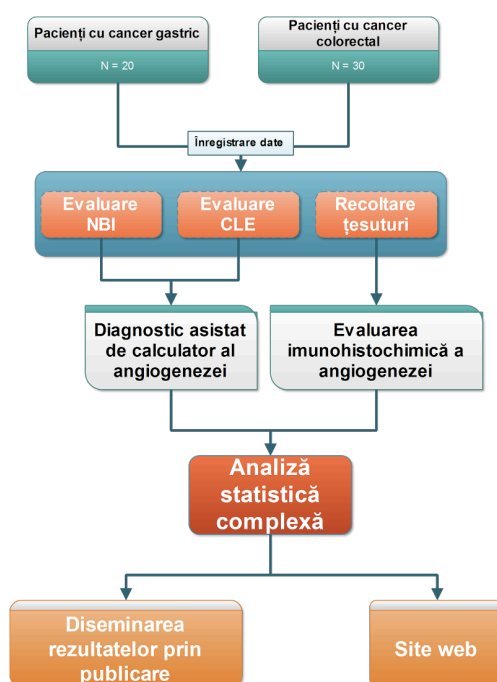 Pacienți cu cancer gastric
N = 20
Pacienți cu cancer
colorectal
N = 30
Înregistrare date
Evaluare
NBI
Evaluare
CLE
Recoltare
țesuturi
Diagnostic asistat
de calculator al
angiogenezei
Evaluarea
imunohistochimică a
angiogenezei
Analiză
statistică
complexă
Diseminarea
rezultatelor prin
publicare
Site web